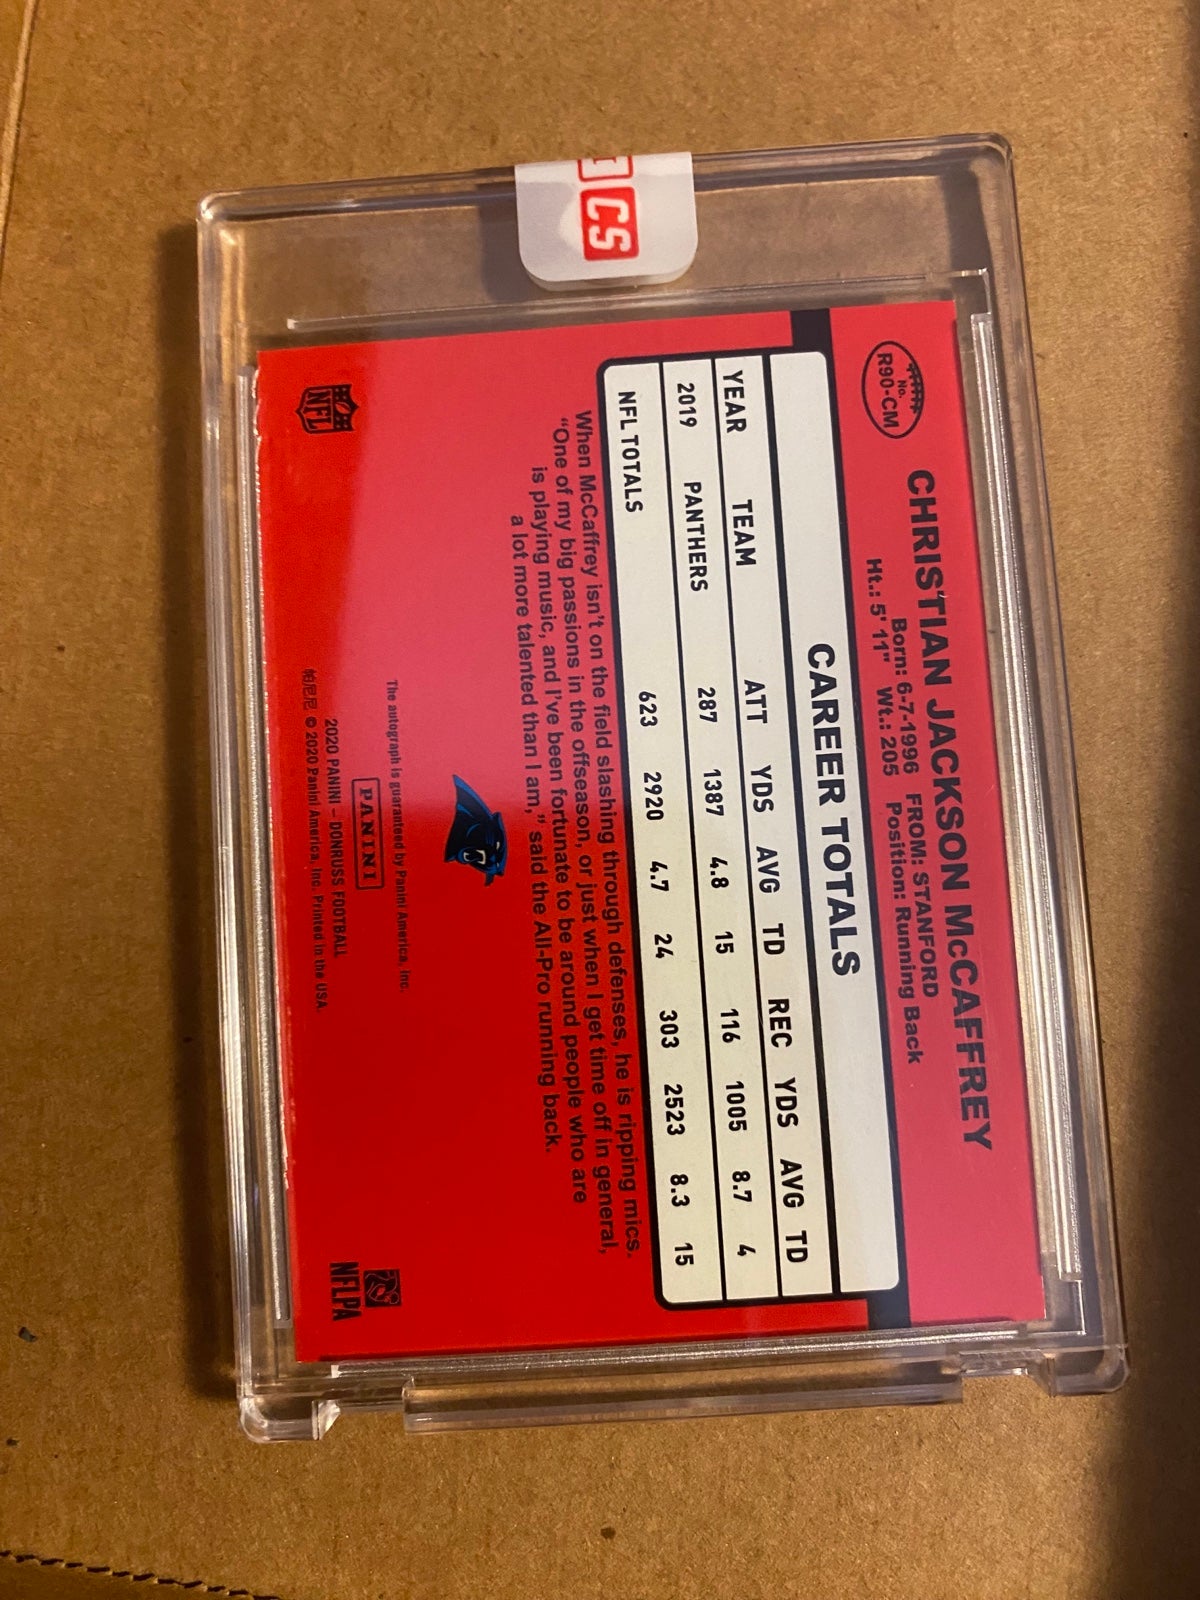 CS
No.
R90-CM
CHRISTIAN JACKSON McCAFFREY
Born: 6-7-1996 FROM: STANFORD
Ht.: 5' 11" Wt.: 205 Position: Running Back
CAREER TOTALS
YEAR TEAM ATT YDS AVG TD REC YDS AVG TD
2019 PANTHERS 287 1387 4.8 15 116 1005 8.7 4
NFL TOTALS 623 2920 4.7 24 303 2523 8.3 15
When McCaffrey isn't on the field slashing through defenses, he is ripping mics.
"One of my big passions in the offseason, or just when I get time off in general,
is playing music, and I've been fortunate to be around people who are
a lot more talented than I am," said the All-Pro running back.
The autograph is guaranteed by Panini America, Inc.
PANINI
2020 PANINI – DONRUSS FOOTBALL
帕尼尼 © 2020 Panini America, Inc. Printed in the USA.
NFL
NFLPA